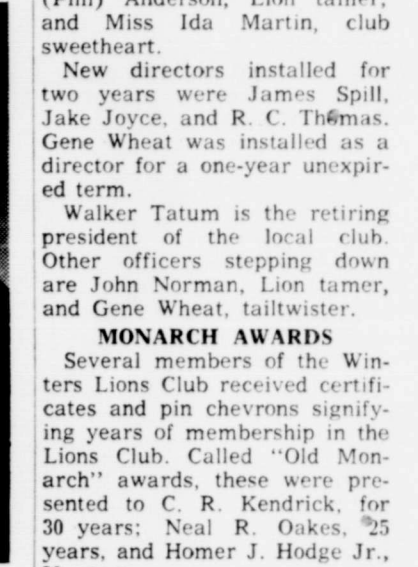 (Phil) Anderson, Lion tamer,
and Miss Ida Martin, club
sweetheart.
New directors installed for
two years were James Spill,
Jake Joyce, and R. C. Thomas.
Gene Wheat was installed as a
director for a one-year unexpir-
ed term.
Walker Tatum is the retiring
president of the local club.
Other officers stepping down
are John Norman, Lion tamer,
and Gene Wheat, tailtwister.
MONARCH AWARDS
Several members of the Win-
ters Lions Club received certifi-
cates and pin chevrons signify-
ing years of membership in the
Lions Club. Called "Old Mon-
arch" awards, these were pre-
sented to C. R. Kendrick, for
30 years; Neal R. Oakes, 25
years, and Homer J. Hodge Jr.,